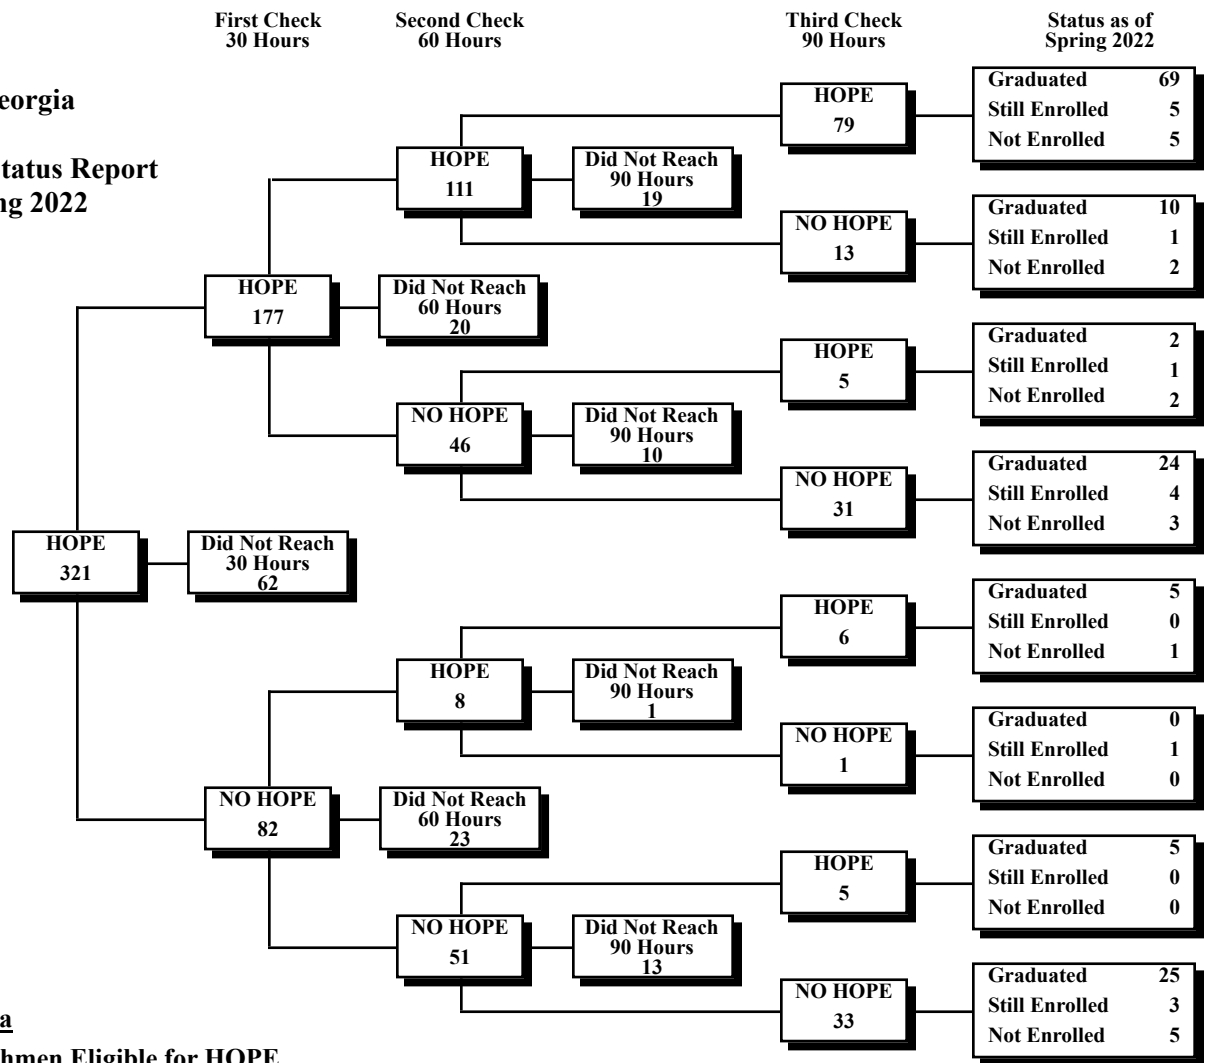 First Check
30 Hours
Second Check
60 Hours
Third Check
90 Hours
Status as of
Spring 2022
eorgia
tatus Report
ng 2022
HOPE
79
Graduated 69
Still Enrolled 5
Not Enrolled 5
HOPE
111
Did Not Reach
90 Hours
19
NO HOPE
13
Graduated 10
Still Enrolled 1
Not Enrolled 2
HOPE
177
Did Not Reach
60 Hours
20
HOPE
5
Graduated 2
Still Enrolled 1
Not Enrolled 2
NO HOPE
46
Did Not Reach
90 Hours
10
NO HOPE
31
Graduated 24
Still Enrolled 4
Not Enrolled 3
HOPE
321
Did Not Reach
30 Hours
62
HOPE
6
Graduated 5
Still Enrolled 0
Not Enrolled 1
HOPE
8
Did Not Reach
90 Hours
1
NO HOPE
1
Graduated 0
Still Enrolled 1
Not Enrolled 0
NO HOPE
82
Did Not Reach
60 Hours
23
HOPE
5
Graduated 5
Still Enrolled 0
Not Enrolled 0
NO HOPE
51
Did Not Reach
90 Hours
13
NO HOPE
33
Graduated 25
Still Enrolled 3
Not Enrolled 5
a
hmen Eligible for HOPE